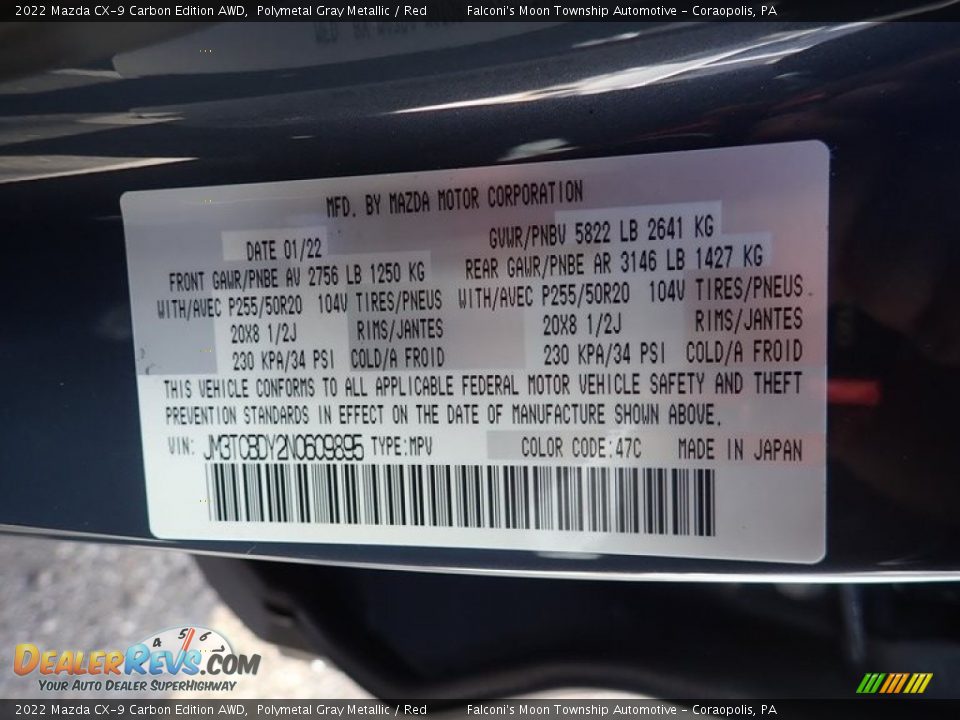 2022 Mazda CX-9 Carbon Edition AWD, Polymetal Gray Metallic / Red Falconi's Moon Township Automotive - Coraopolis, PA
MFD. BY MAZDA MOTOR CORPORATION
DATE 01/22 GVWR/PNBV 5822 LB 2641 KG
FRONT GAWR/PNBE AV 2756 LB 1250 KG REAR GAWR/PNBE AR 3146 LB 1427 KG
WITH/AVEC P255/50R20 104V TIRES/PNEUS WITH/AVEC P255/50R20 104V TIRES/PNEUS
20X8 1/2J RIMS/JANTES 20X8 1/2J RIMS/JANTES
230 KPA/34 PSI COLD/A FROID 230 KPA/34 PSI COLD/A FROID
THIS VEHICLE CONFORMS TO ALL APPLICABLE FEDERAL MOTOR VEHICLE SAFETY AND THEFT
PREVENTION STANDARDS IN EFFECT ON THE DATE OF MANUFACTURE SHOWN ABOVE.
VIN: JM3TCBDY2N0609895 TYPE:MPV COLOR CODE:47C MADE IN JAPAN
4 5 6
DEALERREVS.COM
YOUR AUTO DEALER SUPERHIGHWAY
2022 Mazda CX-9 Carbon Edition AWD, Polymetal Gray Metallic / Red Falconi's Moon Township Automotive - Coraopolis, PA